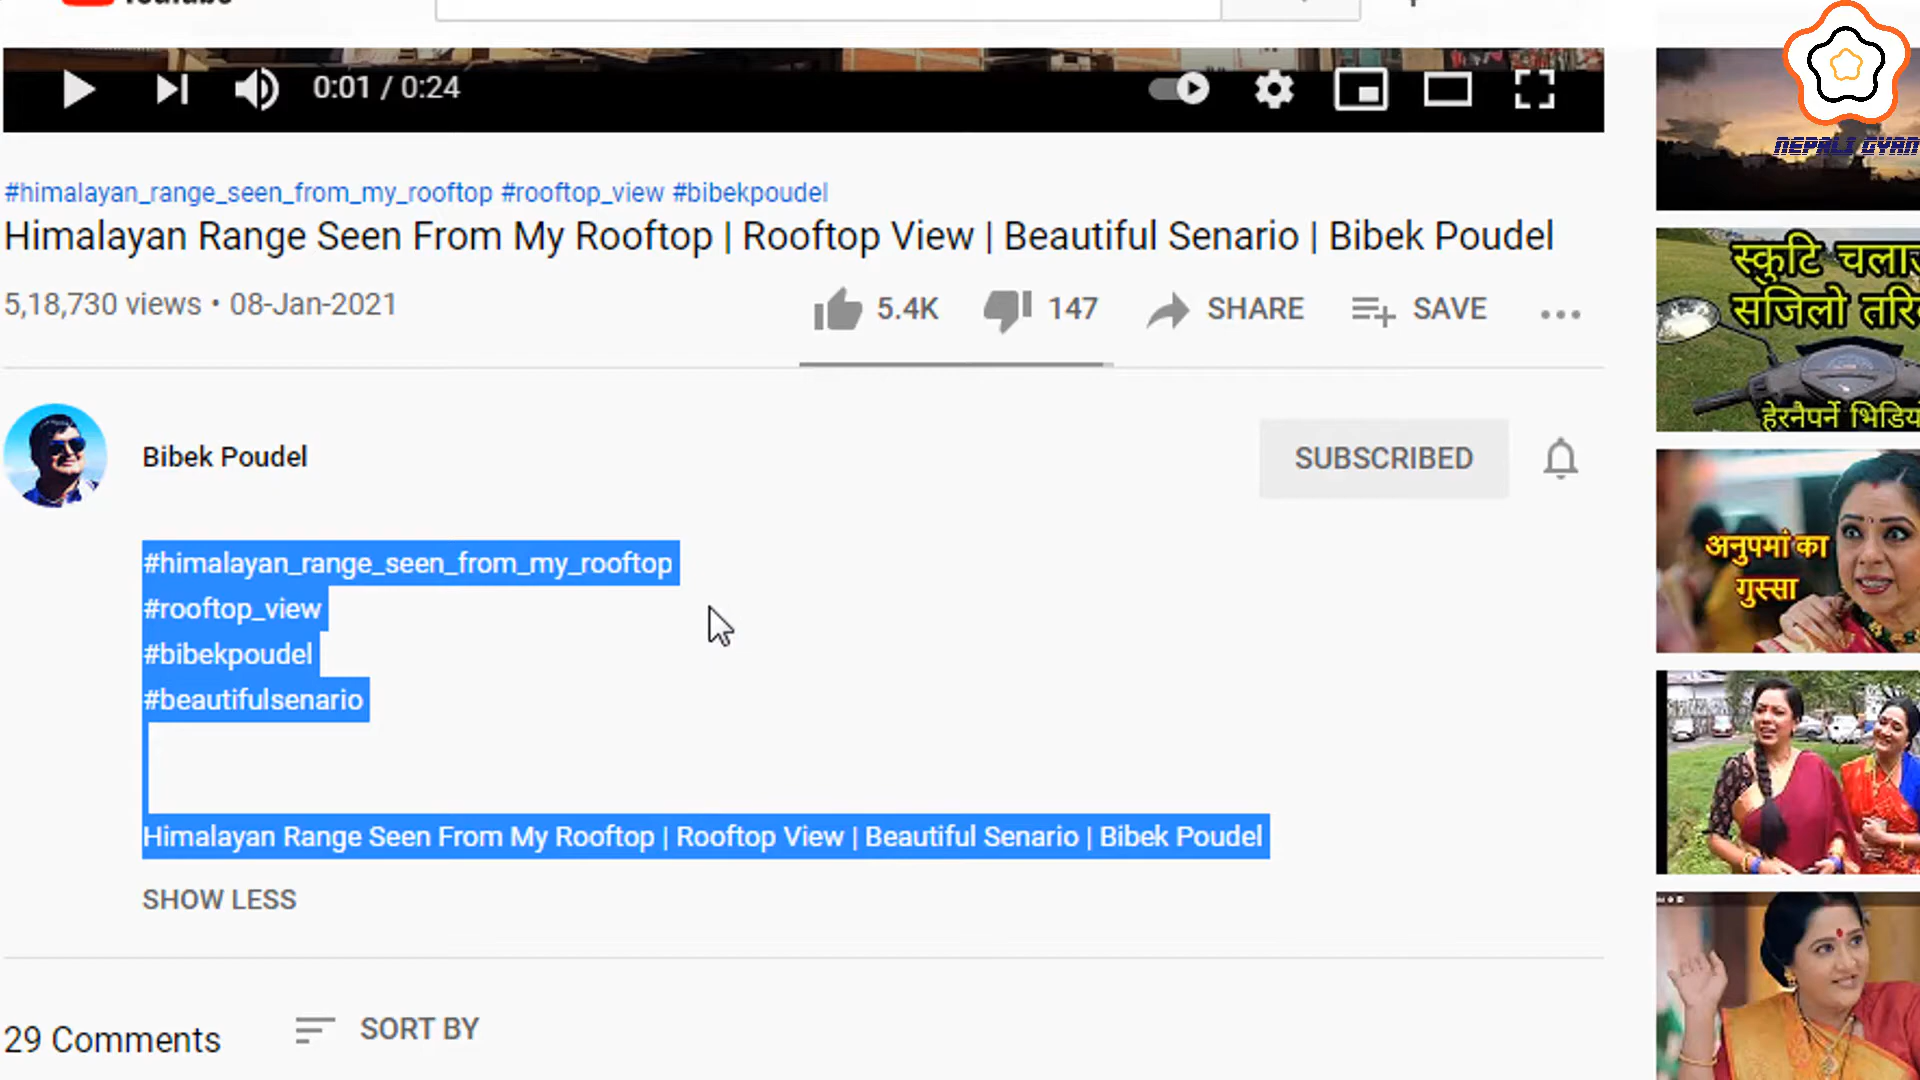 NEPALI GYAN
0:01 / 0:24
#himalayan_range_seen_from_my_rooftop #rooftop_view #bibekpoudel
Himalayan Range Seen From My Rooftop | Rooftop View | Beautiful Senario | Bibek Poudel
5,18,730 views • 08-Jan-2021
5.4K
147
SHARE
SAVE
Bibek Poudel
SUBSCRIBED
#himalayan_range_seen_from_my_rooftop
#rooftop_view
#bibekpoudel
#beautifulsenario
Himalayan Range Seen From My Rooftop | Rooftop View | Beautiful Senario | Bibek Poudel
SHOW LESS
29 Comments
SORT BY
स्कुटि
सजिलो
हेर्नैपर्ने
अनुपमां का
गुस्सा